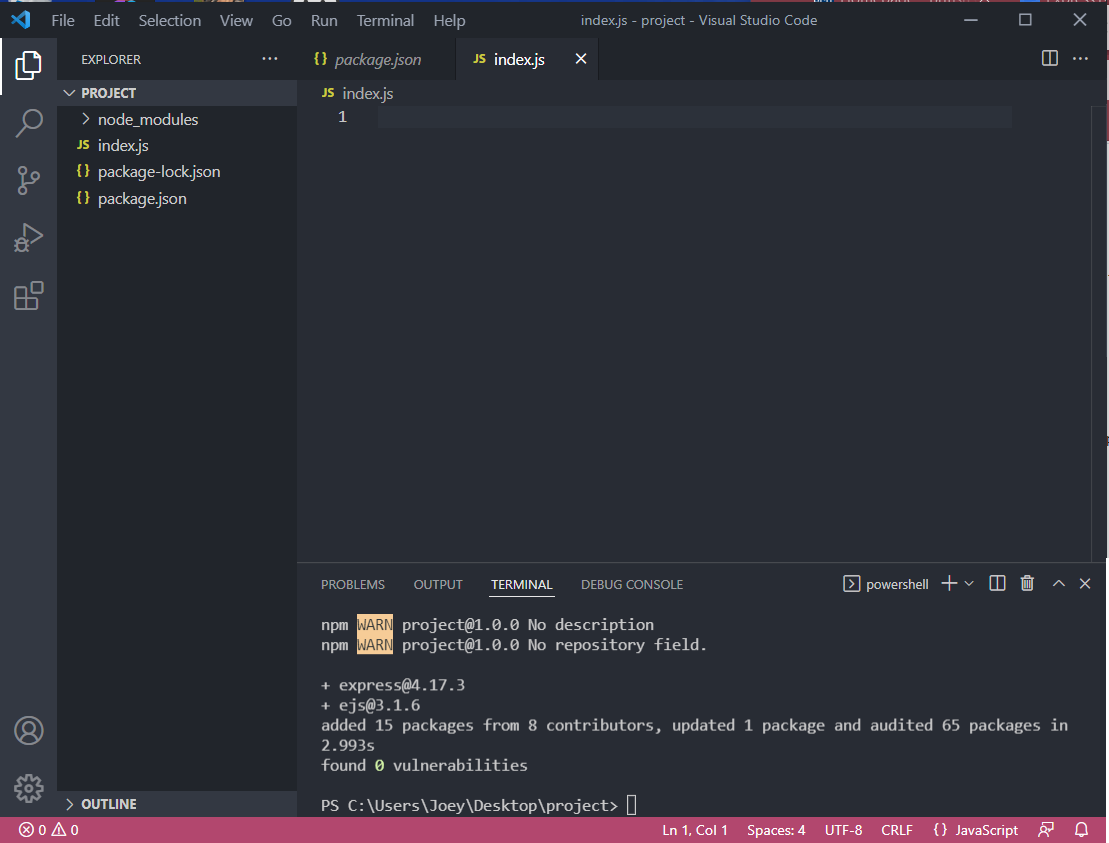 File Edit Selection View Go Run Terminal Help index.js - project - Visual Studio Code
EXPLORER
PROJECT
node_modules
JS index.js
{} package-lock.json
{} package.json
OUTLINE
{} package.json JS index.js
JS index.js
1
PROBLEMS OUTPUT TERMINAL DEBUG CONSOLE powershell
npm WARN project@1.0.0 No description
npm WARN project@1.0.0 No repository field.
+ express@4.17.3
+ ejs@3.1.6
added 15 packages from 8 contributors, updated 1 package and audited 65 packages in
2.993s
found 0 vulnerabilities
PS C:\Users\Joey\Desktop\project>
0 0 Ln 1, Col 1 Spaces: 4 UTF-8 CRLF {} JavaScript